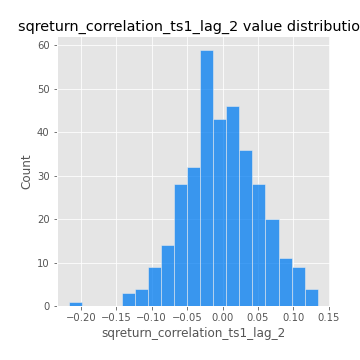 sqreturn_correlation_ts1_lag_2 value distributio
60
50
40
30
20
10
0
Count
−0.20 −0.15 −0.10 −0.05 0.00 0.05 0.10 0.15
sqreturn_correlation_ts1_lag_2